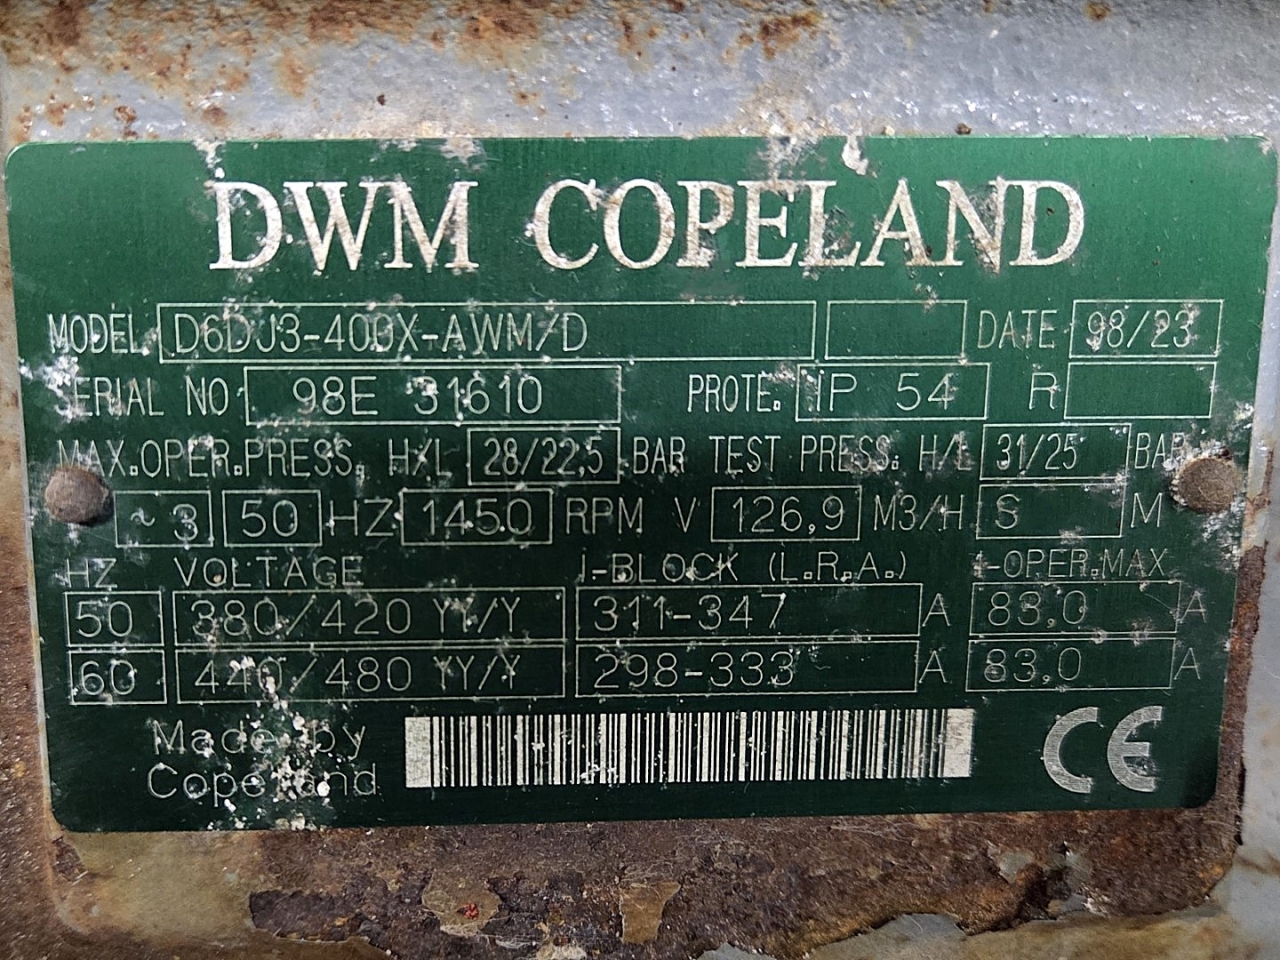 DWM COPELAND
MODEL D6DJ3-400X-AWM/D DATE 98/23
SERIAL NO 98E 31610 PROTE. IP 54 R
MAX.OPER.PRESS. H/L 28/22,5 BAR TEST PRESS. H/L 31/25 BAR
~ 3 50 HZ 1450 RPM V 126,9 M3/H S M
HZ VOLTAGE I-BLOCK (L.R.A.) I-OPER.MAX
50 380/420 YY/Y 311-347 A 83,0 A
60 440/480 YY/Y 298-333 A 83,0 A
Made by
Copeland
CE